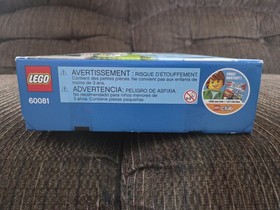 LEGO
60081
AVERTISSEMENT : RISQUE D'ÉTOUFFEMENT.
Contient des petites pièces. Ne convient pas aux enfants
de moins de 3 ans.
ADVERTENCIA: PELIGRO DE ASFIXIA.
No recomendado para niños menores de
3 años. Contiene piezas pequeñas.